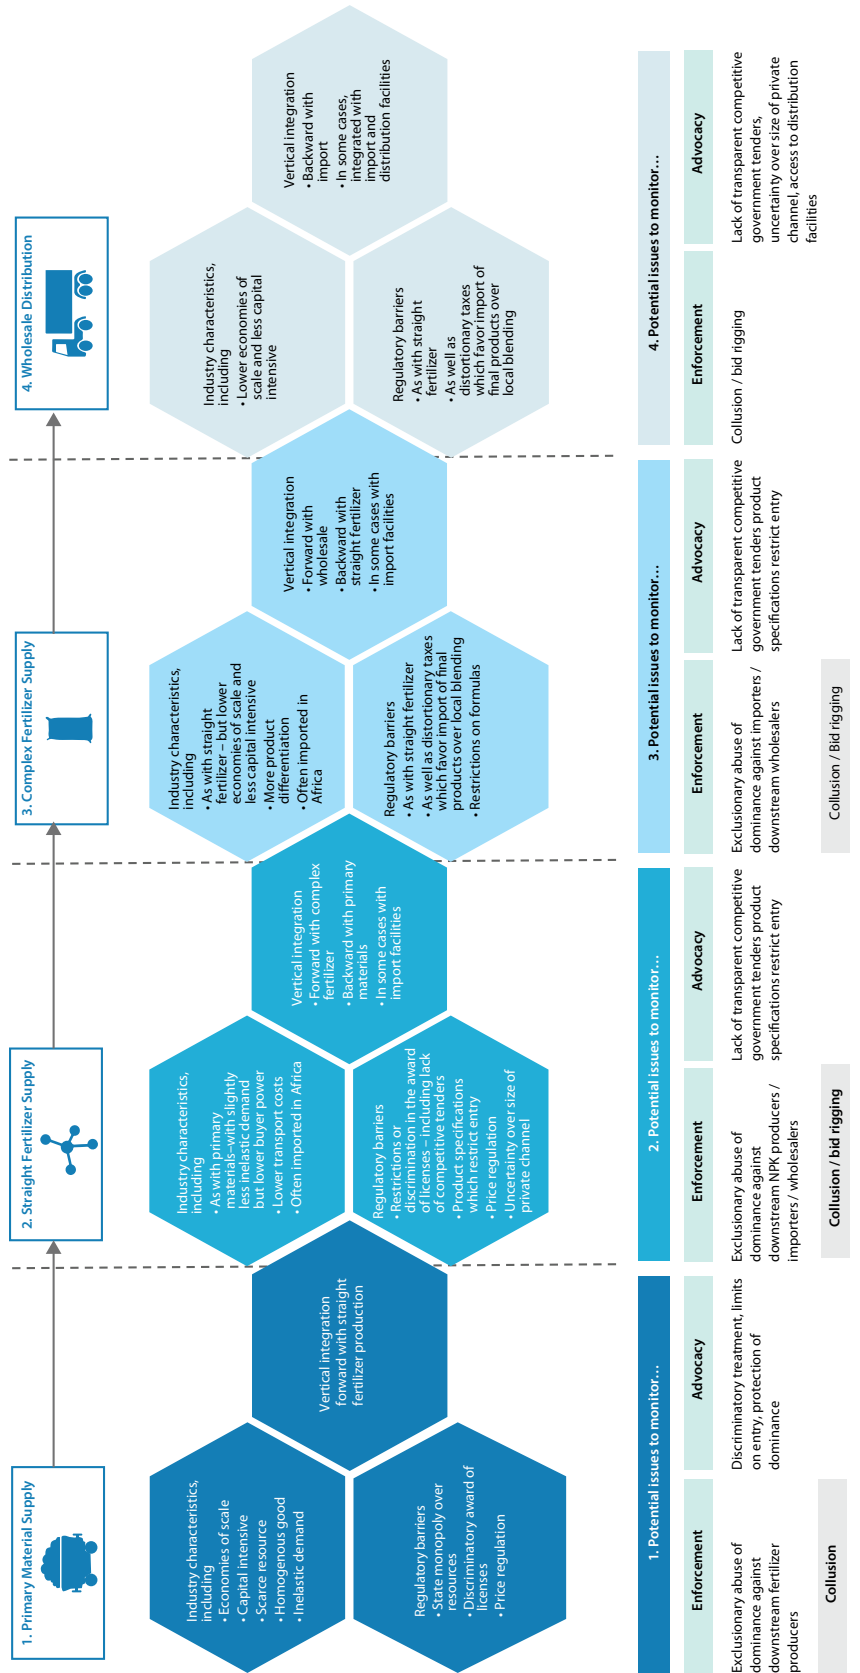 1. Primary Material Supply
2. Straight Fertilizer Supply
3. Complex Fertilizer Supply
4. Wholesale Distribution
Industry characteristics,
including
• Economies of scale
• Capital intensive
• Scarce resource
• Homogenous good
• Inelastic demand
Vertical integration
forward with straight
fertilizer production
Regulatory barriers
• State monopoly over
resources
• Discriminatory award of
licenses
• Price regulation
Industry characteristics,
including
• As with primary
materials–with slightly
less inelastic demand
but lower buyer power
• Lower transport costs
• Often imported in Africa
Vertical integration
• Forward with complex
fertilizer
• Backward with primary
materials
• In some cases with
import facilities
Regulatory barriers
• Restrictions or
discrimination in the award
of licenses – including lack
of competitive tenders
• Product specifications
which restrict entry
• Price regulation
• Uncertainty over size of
private channel
Industry characteristics,
including
• As with straight
fertilizer – but lower
economies of scale and
less capital intensive
• More product
differentiation
• Often imported in
Africa
Vertical integration
• Forward with
wholesale
• Backward with
straight fertilizer
• In some cases with
import facilities
Regulatory barriers
• As with straight fertilizer
• As well as distortionary taxes
which favor import of final
products over local blending
• Restrictions on formulas
Industry characteristics,
including
• Lower economies of
scale and less capital
intensive
Vertical integration
• Backward with
import
• In some cases,
integrated with
import and
distribution facilities
Regulatory barriers
• As with straight
fertilizer
• As well as
distortionary taxes
which favor import of
final products over
local blending
1. Potential issues to monitor…
Enforcement
Advocacy
Exclusionary abuse of
dominance against
downstream fertilizer
producers
Discriminatory treatment, limits
on entry, protection of
dominance
Collusion
2. Potential issues to monitor…
Enforcement
Advocacy
Exclusionary abuse of
dominance against
downstream NPK producers /
importers / wholesalers
Lack of transparent competitive
government tenders product
specifications restrict entry
Collusion / bid rigging
3. Potential issues to monitor…
Enforcement
Advocacy
Exclusionary abuse of
dominance against importers /
downstream wholesalers
Lack of transparent competitive
government tenders product
specifications restrict entry
Collusion / Bid rigging
4. Potential issues to monitor…
Enforcement
Advocacy
Collusion / bid rigging
Lack of transparent competitive
government tenders,
uncertainty over size of private
channel, access to distribution
facilities